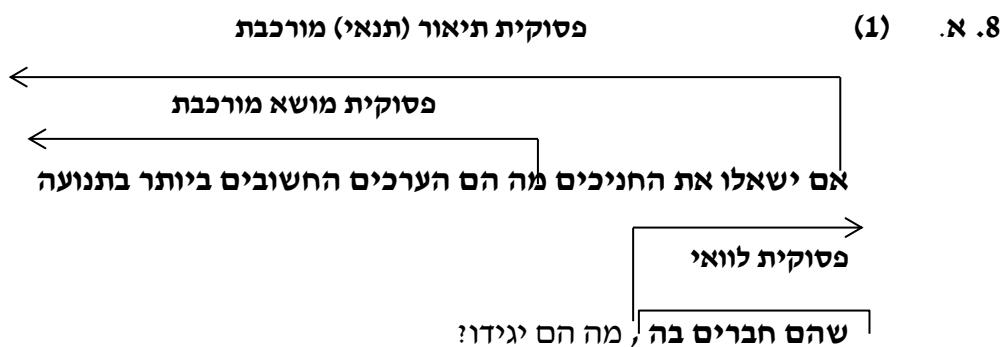 8. א. (1) פסוקית תיאור (תנאי) מורכבת
פסוקית מושא מורכבת
אם ישאלו את החניכים מה הם הערכים החשובים ביותר בתנועה
פסוקית לוואי
שהם חברים בה, מה הם יגידו?